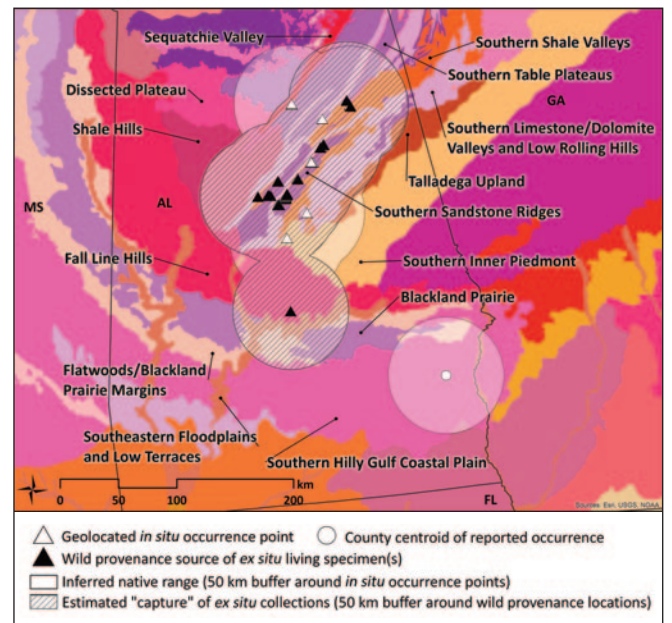 Sequatchie Valley
Southern Shale Valleys
Southern Table Plateaus
Dissected Plateau
GA
Shale Hills
Southern Limestone/Dolomite
Valleys and Low Rolling Hills
Talladega Upland
MS
AL
Southern Sandstone Ridges
Fall Line Hills
Southern Inner Piedmont
Blackland Prairie
Flatwoods/Blackland
Prairie Margins
Southeastern Floodplains
and Low Terraces
Southern Hilly Gulf Coastal Plain
km
0 50 100 200
FL
Sources: Esri, USGS, NOAA
Geolocated in situ occurrence point
County centroid of reported occurrence
Wild provenance source of ex situ living specimen(s)
Inferred native range (50 km buffer around in situ occurrence points)
Estimated "capture" of ex situ collections (50 km buffer around wild provenance locations)